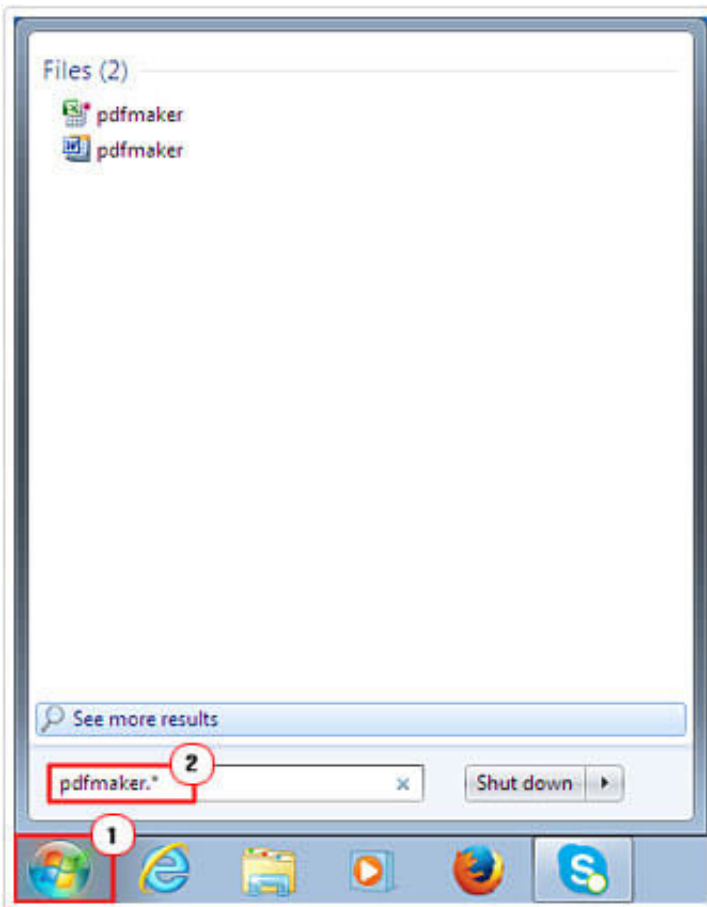 Files (2)
pdfmaker
pdfmaker
See more results
pdfmaker.*
2
Shut down
1